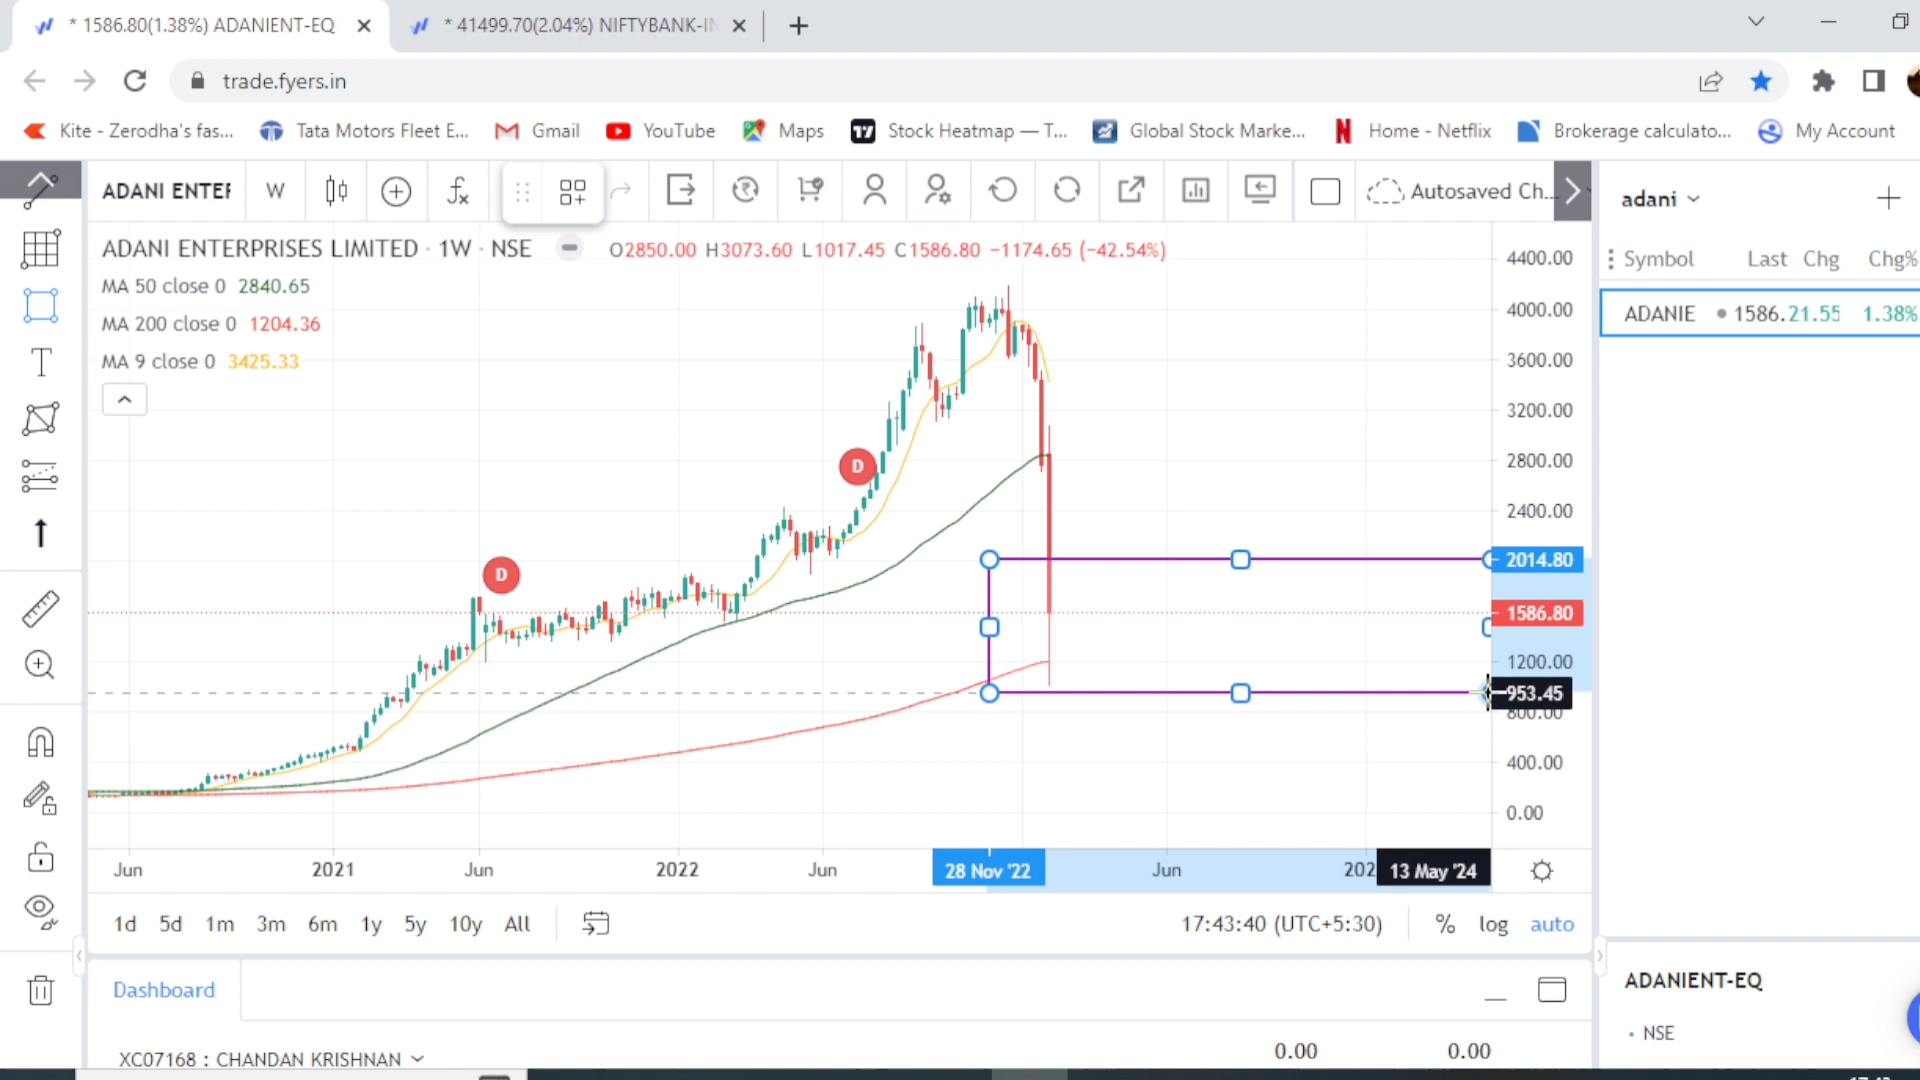 * 1586.80(1.38%) ADANIENT-EQ
* 41499.70(2.04%) NIFTYBANK-IN
trade.fyers.in
Kite - Zerodha's fas...
Tata Motors Fleet E...
Gmail
YouTube
Maps
Stock Heatmap — T...
Global Stock Marke...
Home - Netflix
Brokerage calculato...
My Account
ADANI ENTER
W
Autosaved Ch...
adani
ADANI ENTERPRISES LIMITED · 1W · NSE
O2850.00 H3073.60 L1017.45 C1586.80 −1174.65 (−42.54%)
MA 50 close 0 2840.65
MA 200 close 0 1204.36
MA 9 close 0 3425.33
D
D
4400.00
4000.00
3600.00
3200.00
2800.00
2400.00
2014.80
1586.80
1200.00
953.45
800.00
400.00
0.00
Symbol Last Chg Chg%
ADANIE 1586. 21.55 1.38%
Jun 2021 Jun 2022 Jun 28 Nov '22 Jun 202 13 May '24
1d 5d 1m 3m 6m 1y 5y 10y All
17:43:40 (UTC+5:30)
% log auto
Dashboard
XC07168 : CHANDAN KRISHNAN
0.00 0.00
ADANIENT-EQ
• NSE